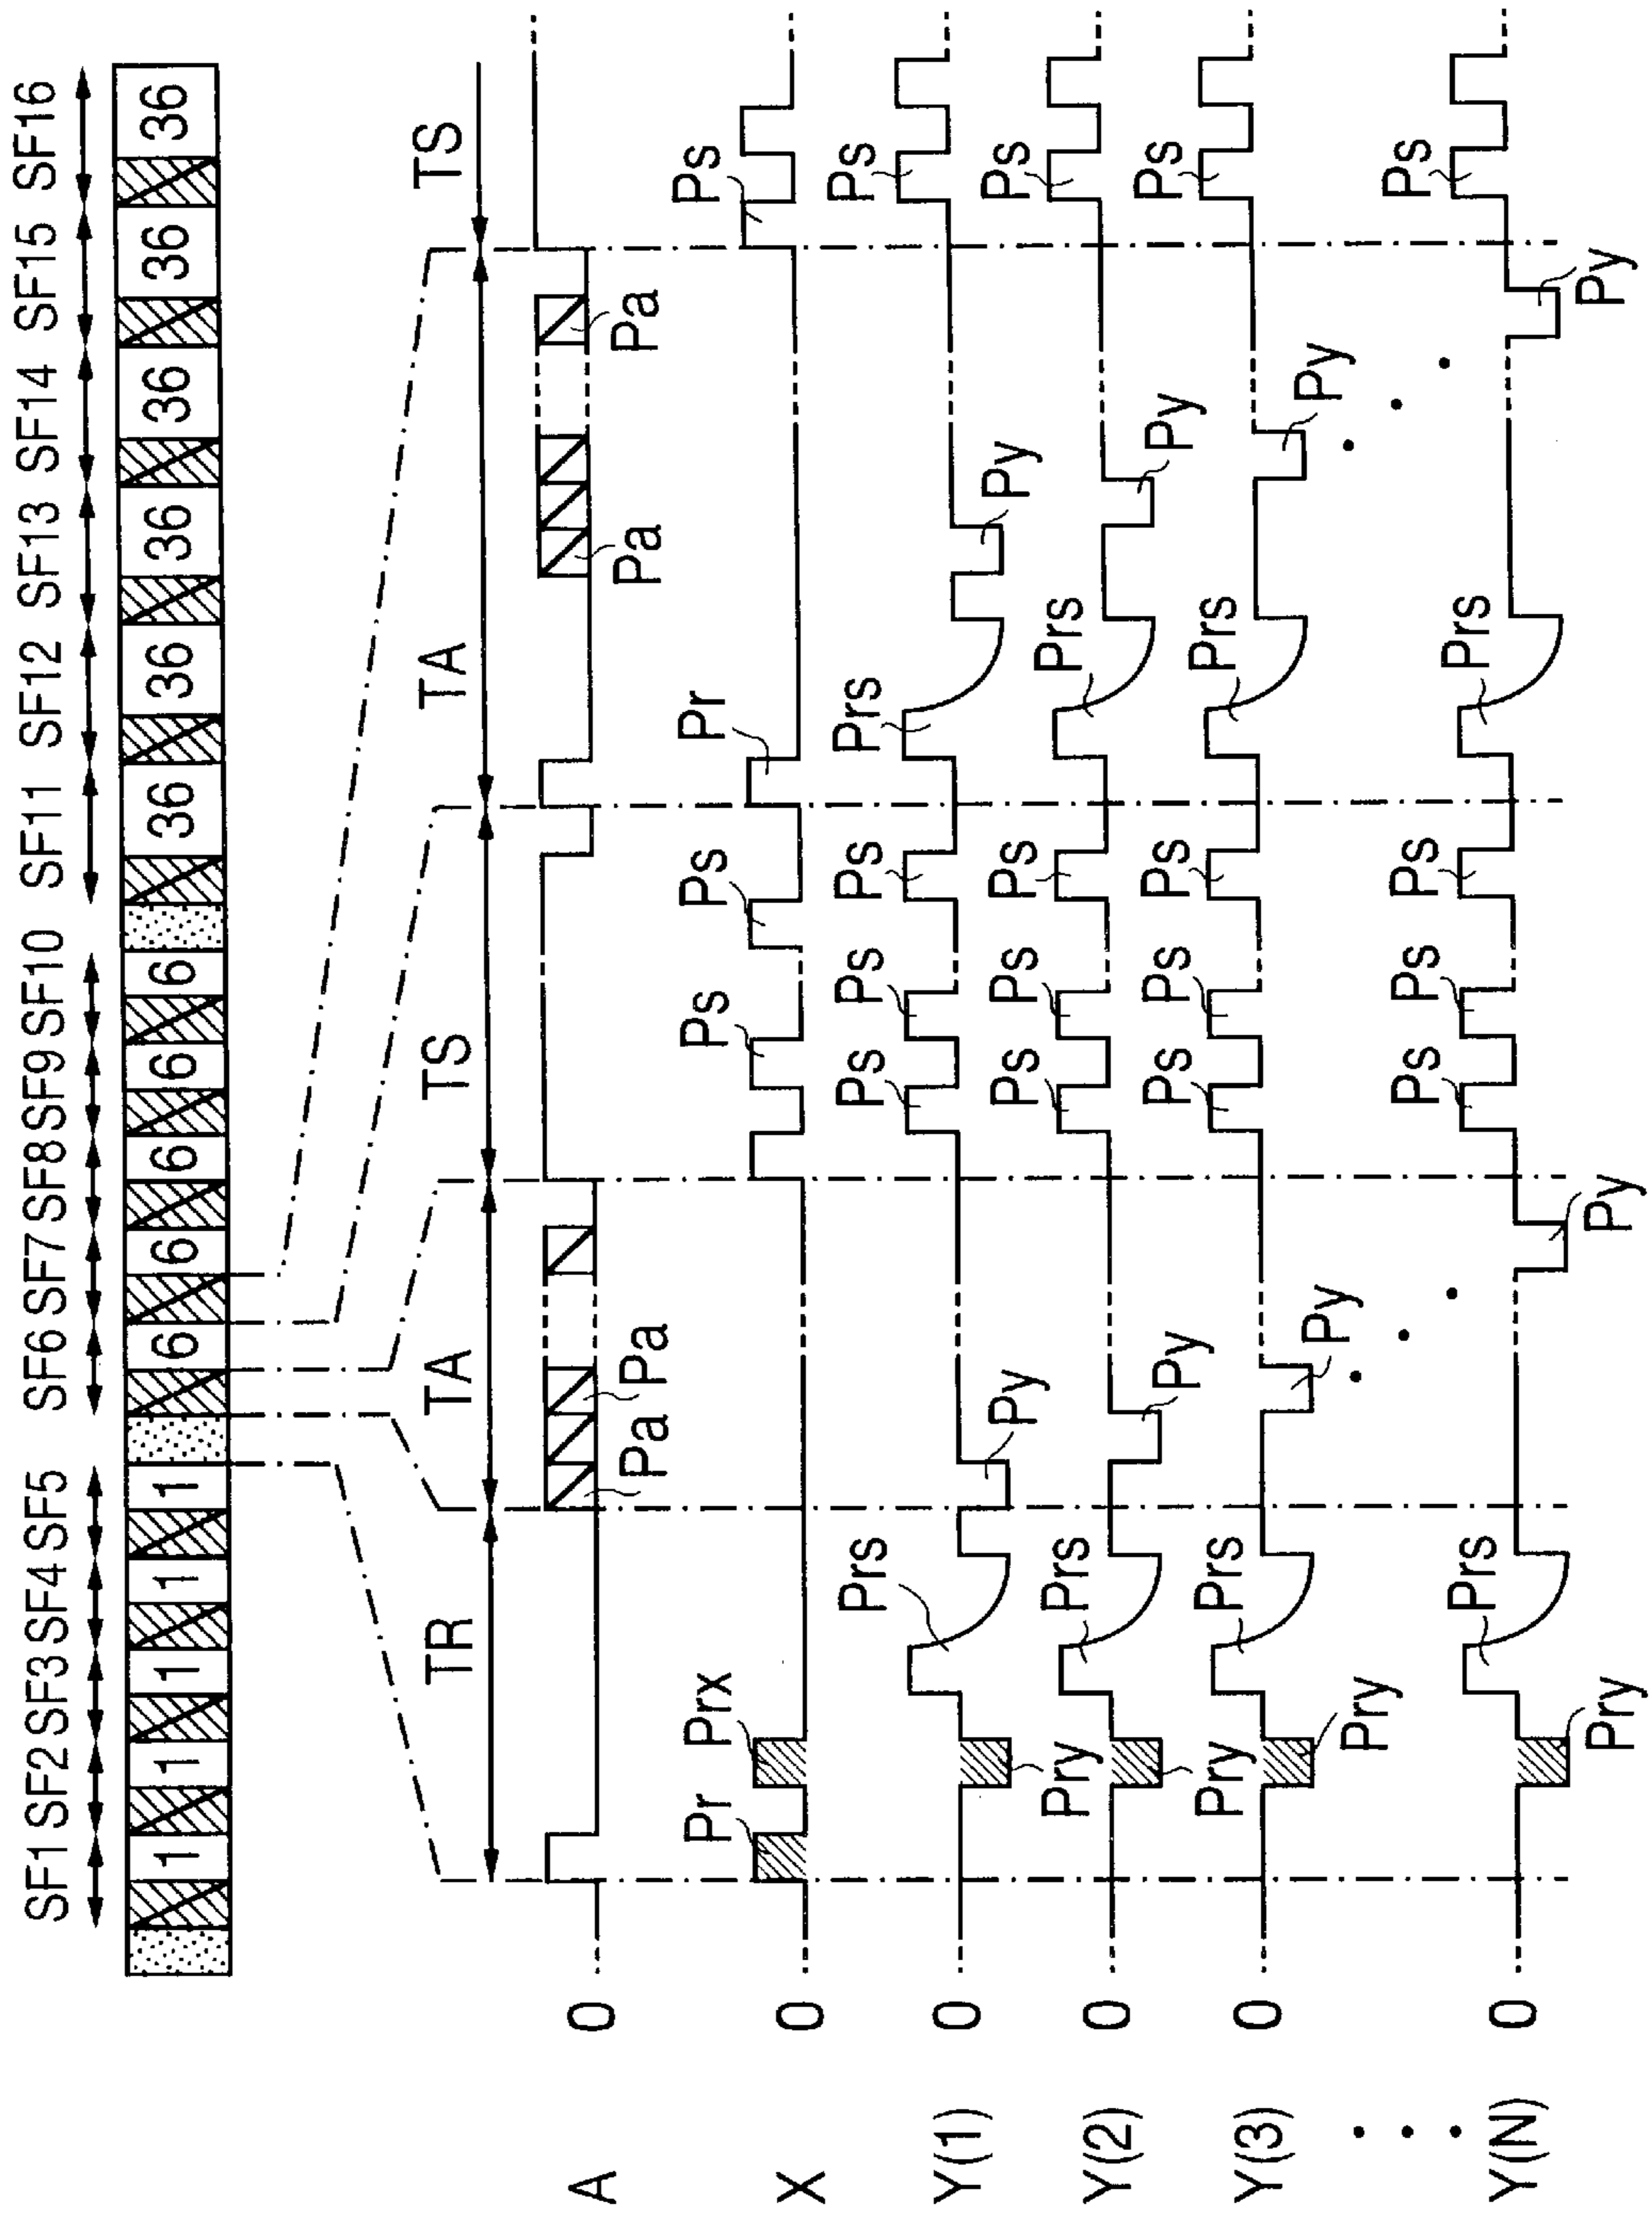 SF1 SF2 SF3 SF4 SF5 SF6 SF7 SF8 SF9 SF10 SF11 SF12 SF13 SF14 SF15 SF16
1 1 1 1 1 6 6 6 6 6 36 36 36 36 36 36
TR TA TS TA TS
A 0 Pa Pa Pa Pa
X 0 Pr Prx Ps Ps Pr Ps
Y(1) 0 Pry Prs Py Ps Ps Ps Prs Py Ps
Y(2) 0 Pry Prs Py Ps Ps Ps Prs Py Ps
Y(3) 0 Pry Prs Py Ps Ps Ps Prs Py Ps
Y(N) 0 Pry Prs Py Ps Ps Ps Prs Py Ps